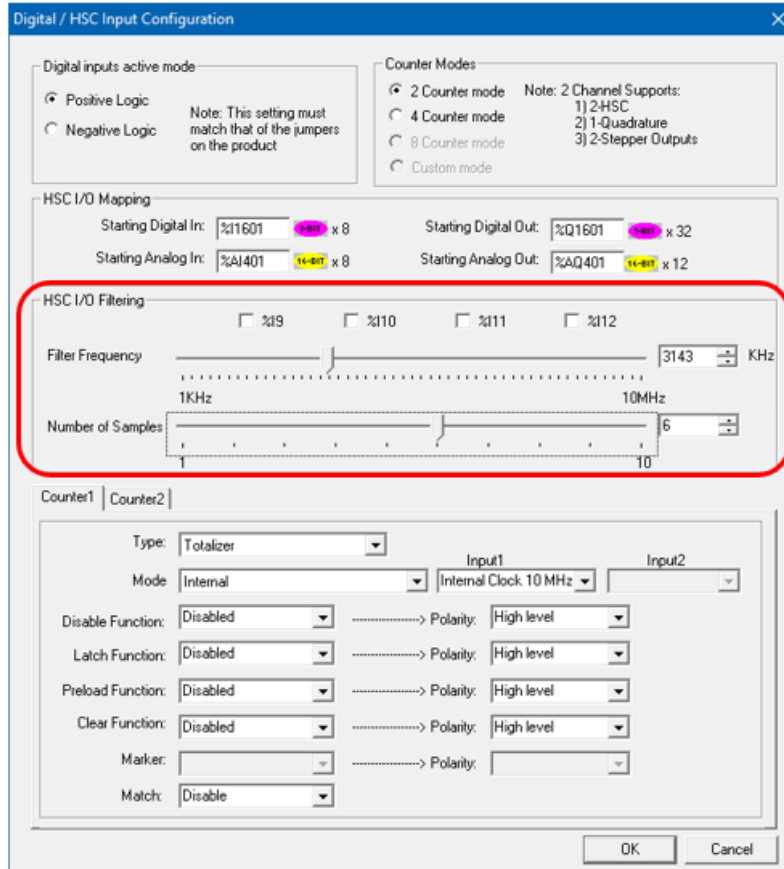 Digital / HSC Input Configuration
Digital inputs active mode
Positive Logic
Negative Logic
Note: This setting must
match that of the jumpers
on the product
Counter Modes
2 Counter mode
4 Counter mode
8 Counter mode
Custom mode
Note: 2 Channel Supports:
1) 2-HSC
2) 1-Quadrature
3) 2-Stepper Outputs
HSC I/O Mapping
Starting Digital In: %I1601 1-BIT x 8
Starting Digital Out: %Q1601 1-BIT x 32
Starting Analog In: %AI401 16-BIT x 8
Starting Analog Out: %AQ401 16-BIT x 12
HSC I/O Filtering
%I9 %I10 %I11 %I12
Filter Frequency 3143 KHz
1KHz 10MHz
Number of Samples 6
1 10
Counter1 Counter2
Type: Totalizer
Input1 Input2
Mode Internal Internal Clock 10 MHz
Disable Function: Disabled ------------------> Polarity: High level
Latch Function: Disabled ------------------> Polarity: High level
Preload Function: Disabled ------------------> Polarity: High level
Clear Function: Disabled ------------------> Polarity: High level
Marker: ------------------> Polarity:
Match: Disable
OK Cancel